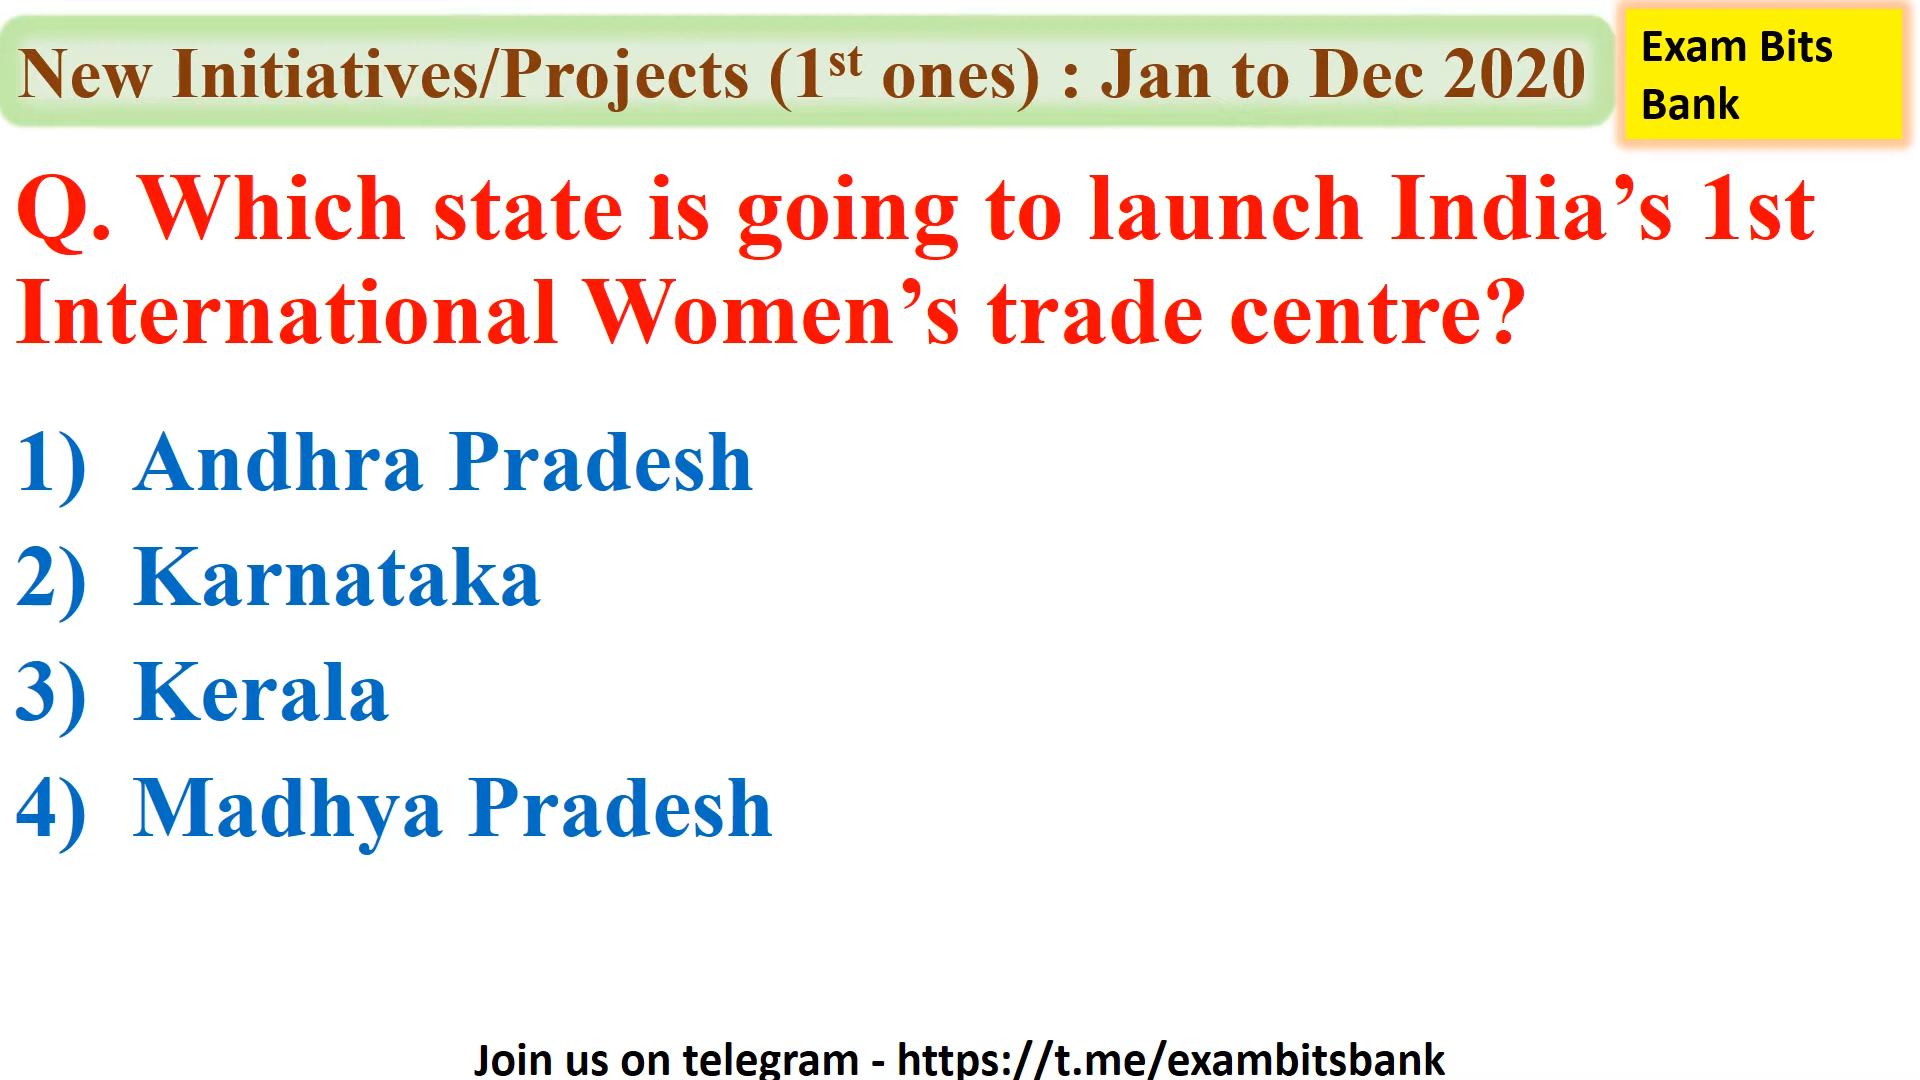 New Initiatives/Projects (1st ones) : Jan to Dec 2020
Exam Bits
Bank
Q. Which state is going to launch India’s 1st
International Women’s trade centre?
1) Andhra Pradesh
2) Karnataka
3) Kerala
4) Madhya Pradesh
Join us on telegram - https://t.me/exambitsbank